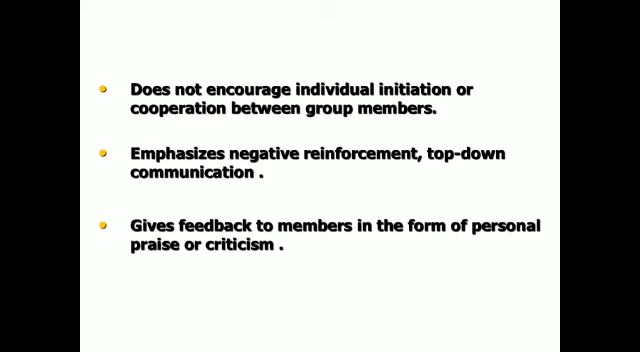 • Does not encourage individual initiation or
cooperation between group members.
• Emphasizes negative reinforcement, top-down
communication .
• Gives feedback to members in the form of personal
praise or criticism .